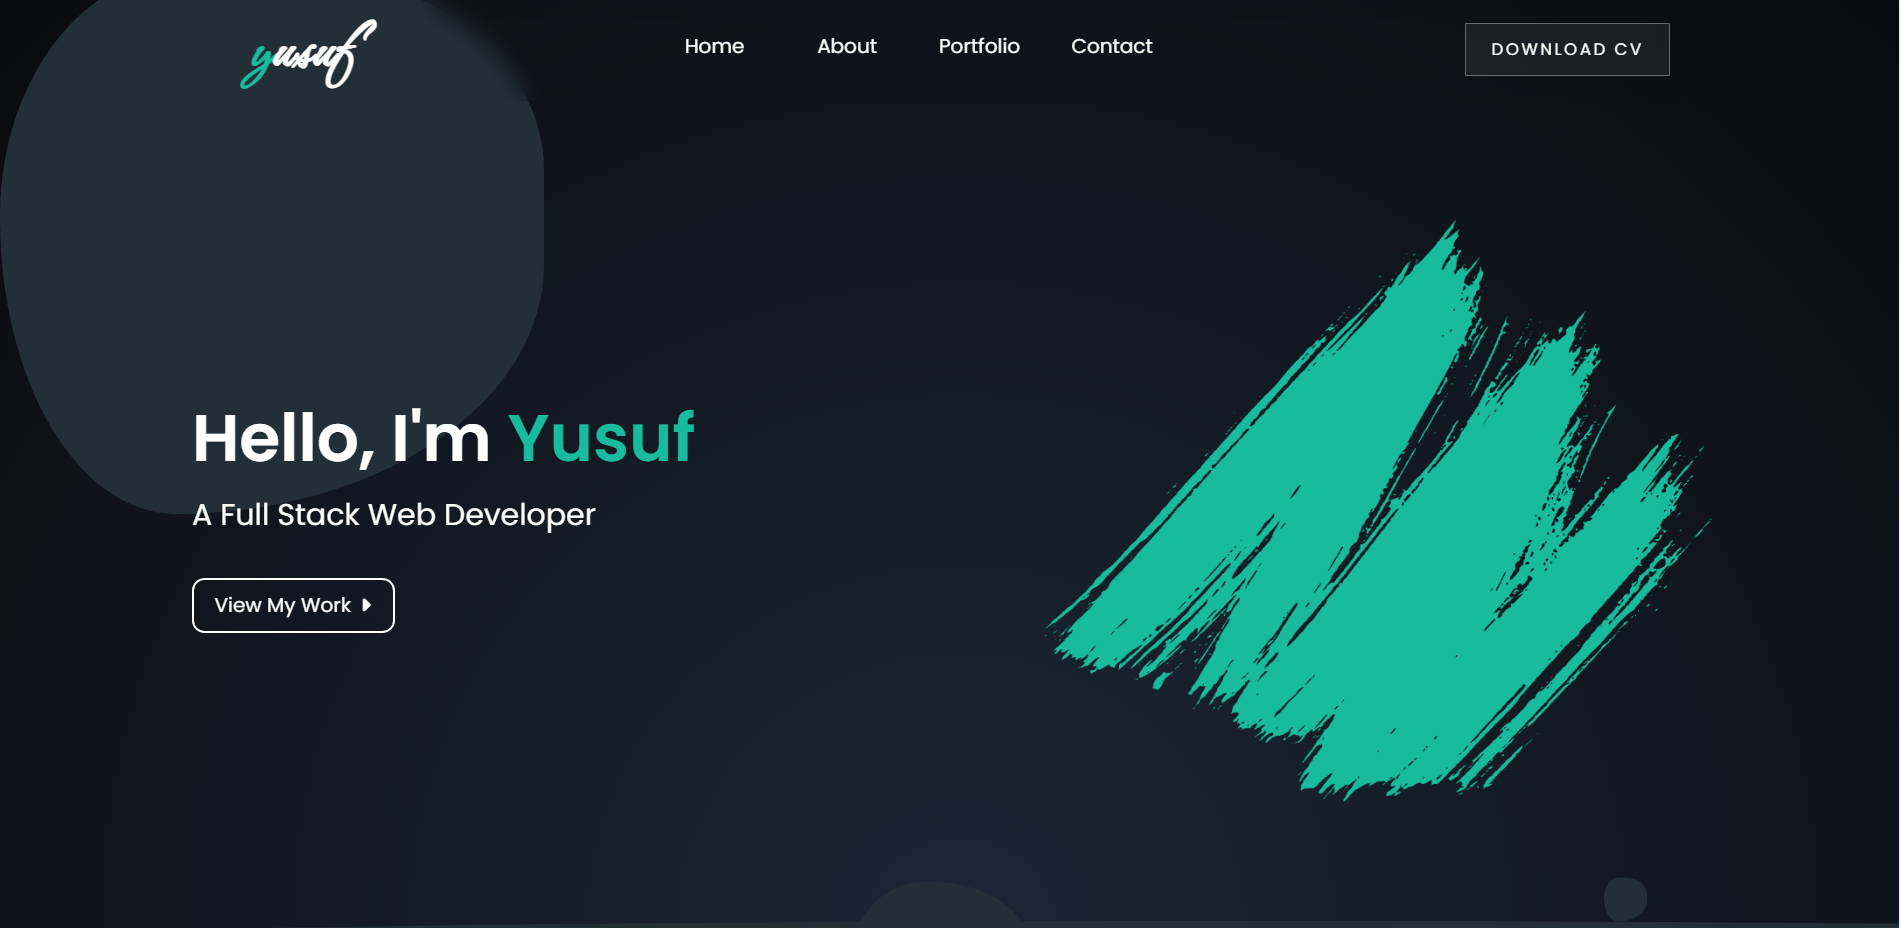 yusuf
Home About Portfolio Contact
DOWNLOAD CV
Hello, I'm Yusuf
A Full Stack Web Developer
View My Work